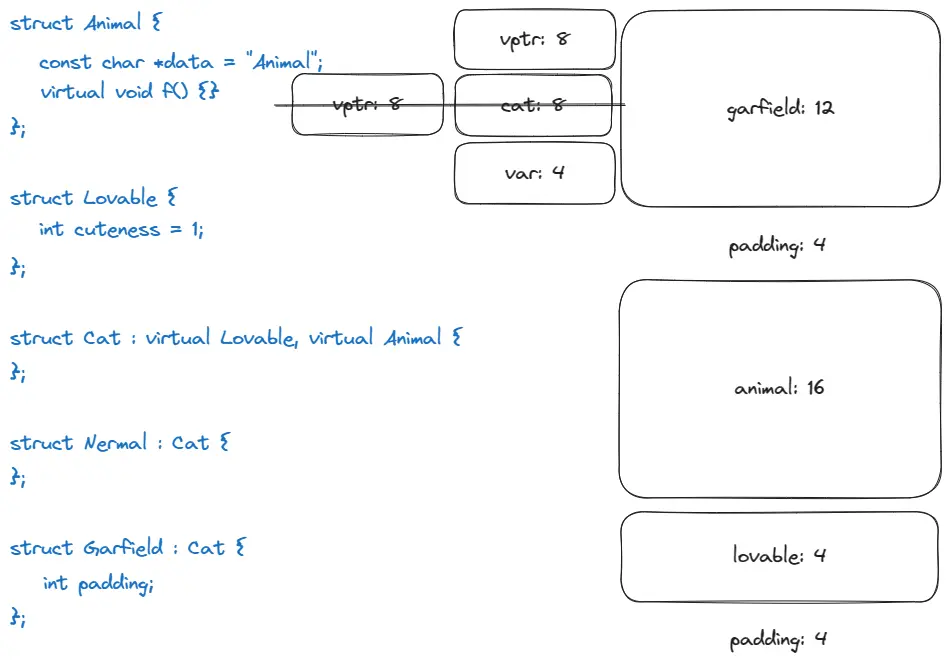 struct Animal {
const char *data = "Animal";
virtual void f() {}
};
struct Lovable {
int cuteness = 1;
};
struct Cat : virtual Lovable, virtual Animal {
};
struct Nermal : Cat {
};
struct Garfield : Cat {
int padding;
};
vptr: 8
vptr: 8
cat: 8
var: 4
garfield: 12
padding: 4
animal: 16
lovable: 4
padding: 4